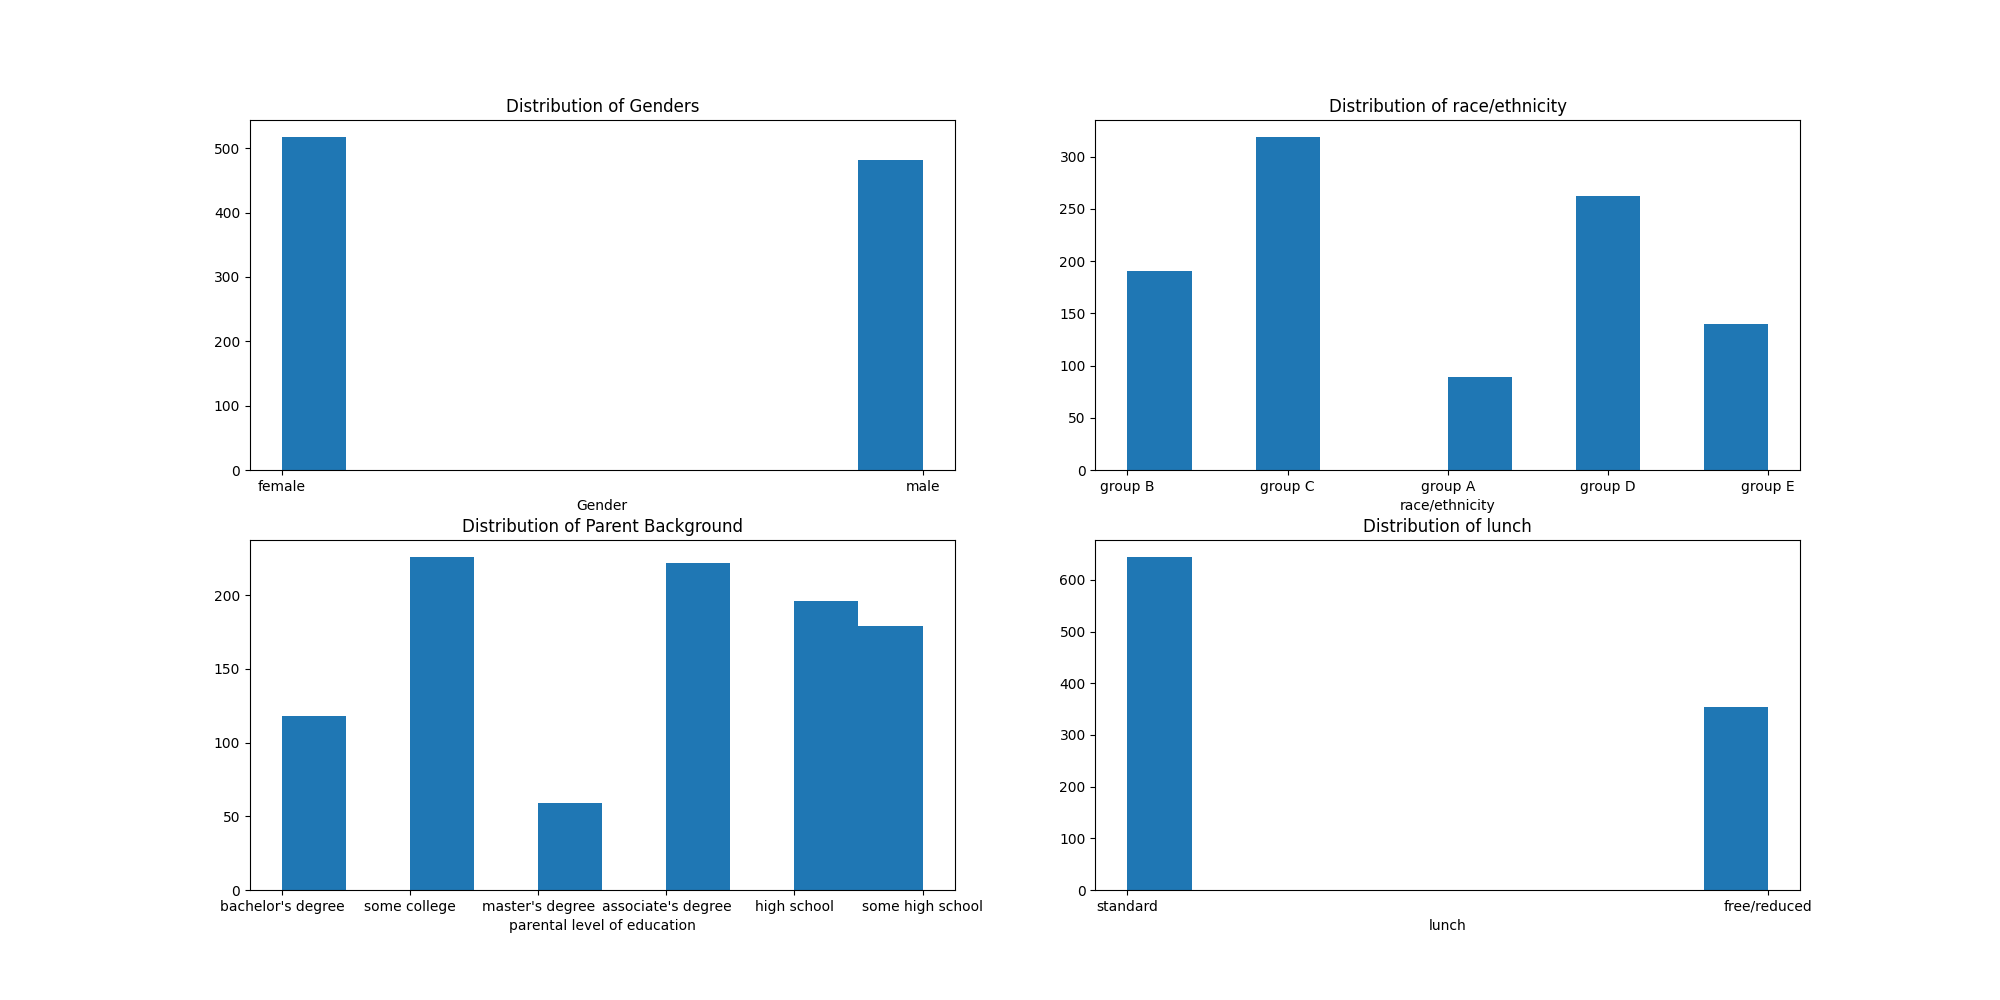 Distribution of Genders
500
400
300
200
100
0
female male
Gender
Distribution of race/ethnicity
300
250
200
150
100
50
0
group B group C group A group D group E
race/ethnicity
Distribution of Parent Background
200
150
100
50
0
bachelor's degree some college master's degree associate's degree high school some high school
parental level of education
Distribution of lunch
600
500
400
300
200
100
0
standard free/reduced
lunch